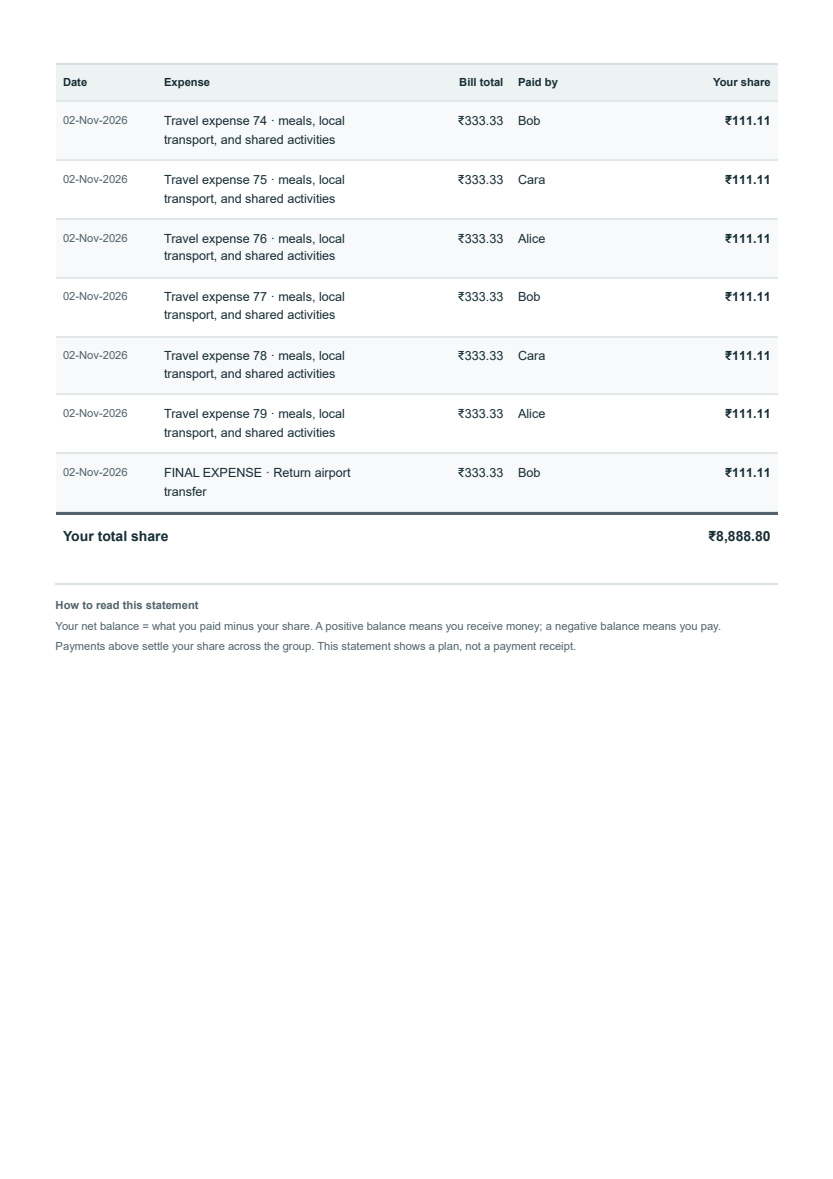 Date Expense Bill total Paid by Your share
02-Nov-2026 Travel expense 74 · meals, local ₹333.33 Bob ₹111.11
transport, and shared activities
02-Nov-2026 Travel expense 75 · meals, local ₹333.33 Cara ₹111.11
transport, and shared activities
02-Nov-2026 Travel expense 76 · meals, local ₹333.33 Alice ₹111.11
transport, and shared activities
02-Nov-2026 Travel expense 77 · meals, local ₹333.33 Bob ₹111.11
transport, and shared activities
02-Nov-2026 Travel expense 78 · meals, local ₹333.33 Cara ₹111.11
transport, and shared activities
02-Nov-2026 Travel expense 79 · meals, local ₹333.33 Alice ₹111.11
transport, and shared activities
02-Nov-2026 FINAL EXPENSE · Return airport ₹333.33 Bob ₹111.11
transfer
Your total share ₹8,888.80
How to read this statement
Your net balance = what you paid minus your share. A positive balance means you receive money; a negative balance means you pay.
Payments above settle your share across the group. This statement shows a plan, not a payment receipt.